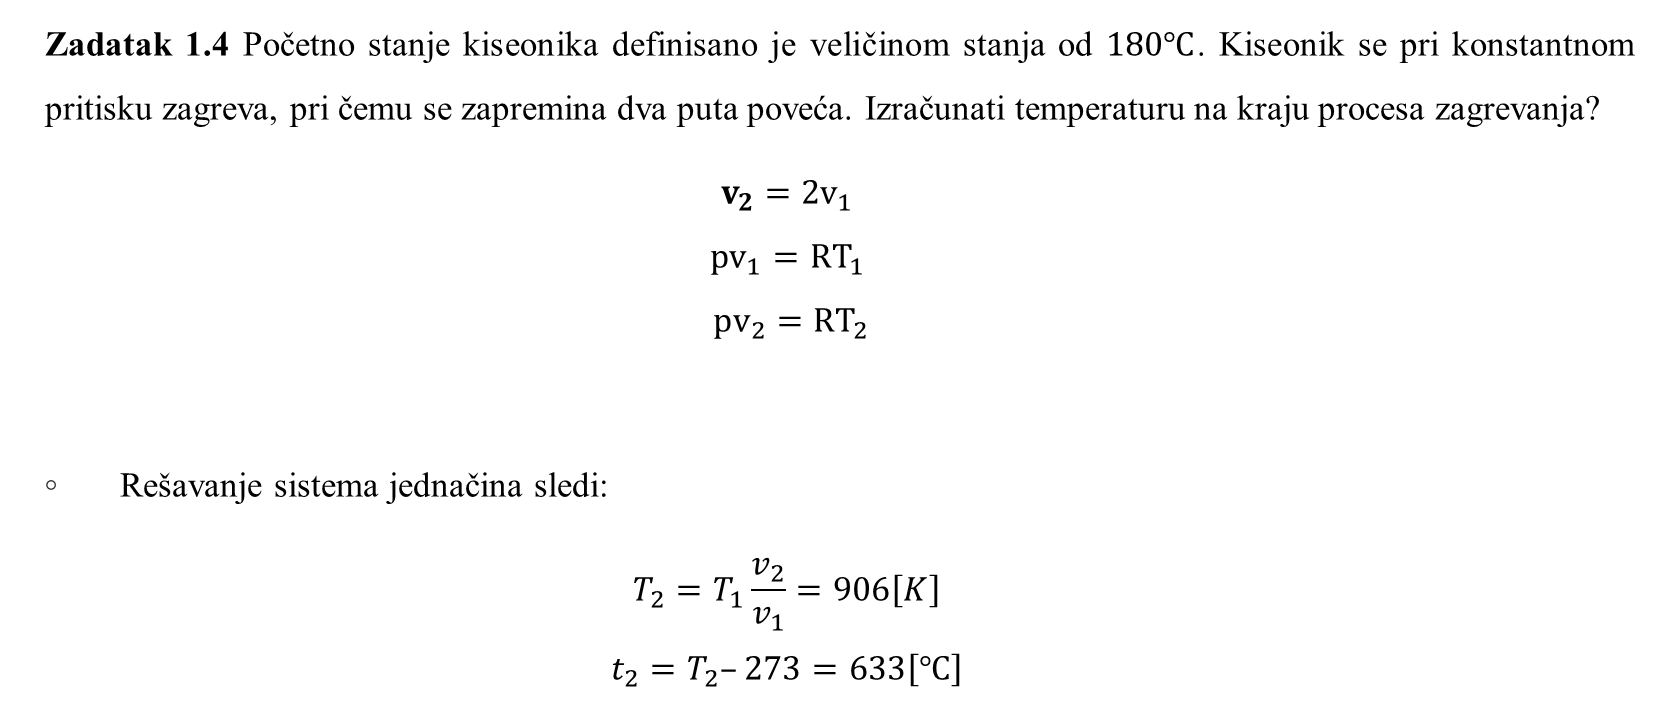 Zadatak 1.4 Početno stanje kiseonika definisano je veličinom stanja od 180°C. Kiseonik se pri konstantnom
pritisku zagreva, pri čemu se zapremina dva puta poveća. Izračunati temperaturu na kraju procesa zagrevanja?
v₂ = 2v₁
pv₁ = RT₁
pv₂ = RT₂
◦ Rešavanje sistema jednačina sledi:
T₂ = T₁ v₂/v₁ = 906[K]
t₂ = T₂– 273 = 633[°C]